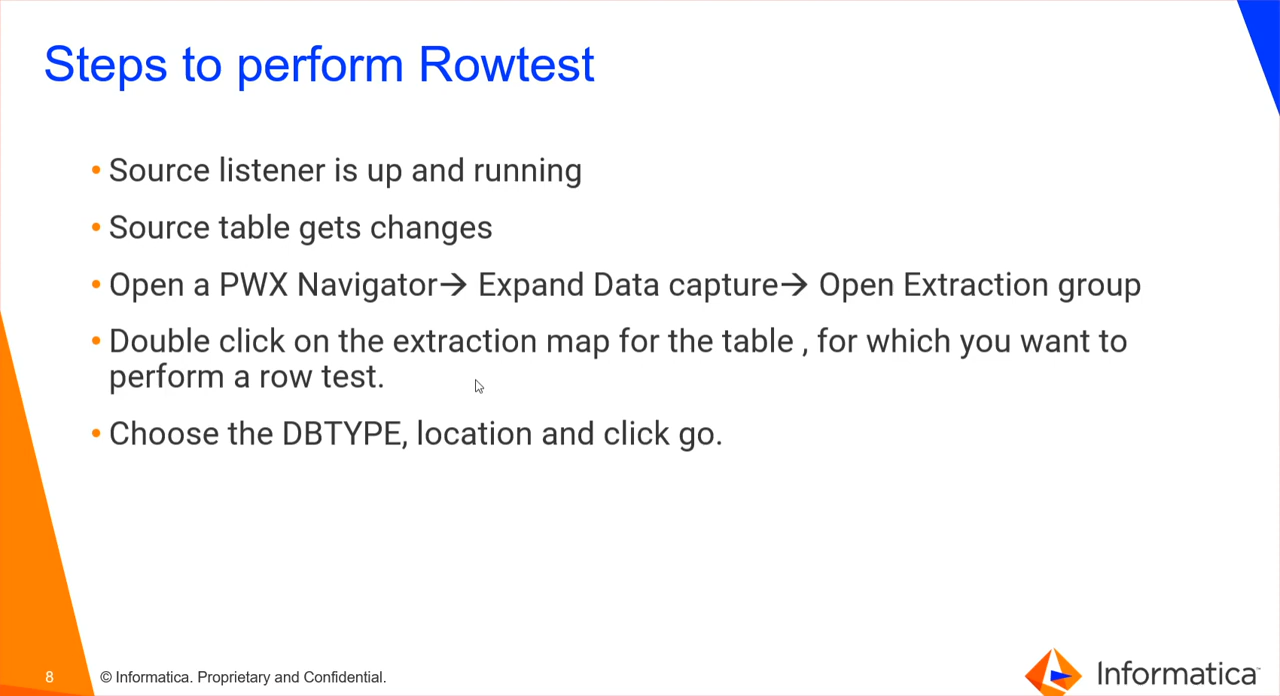 Steps to perform Rowtest
• Source listener is up and running
• Source table gets changes
• Open a PWX Navigator→ Expand Data capture→ Open Extraction group
• Double click on the extraction map for the table , for which you want to
perform a row test.
• Choose the DBTYPE, location and click go.
8
© Informatica. Proprietary and Confidential.
Informatica™